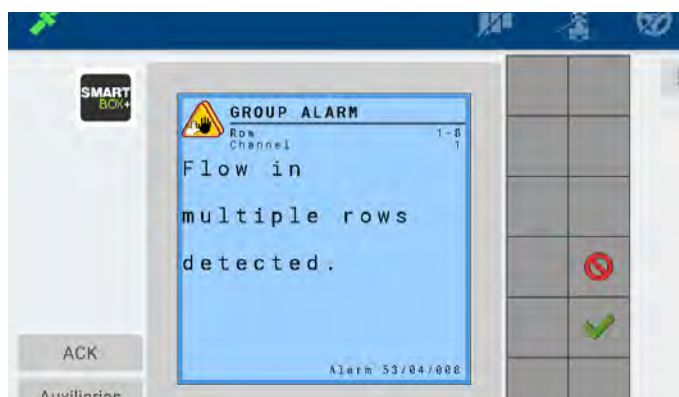 SMART
BOX+
GROUP ALARM
Row 1-8
Channel 1
Flow in
multiple rows
detected.
Alarm 53/04/008
ACK
Auxiliaries